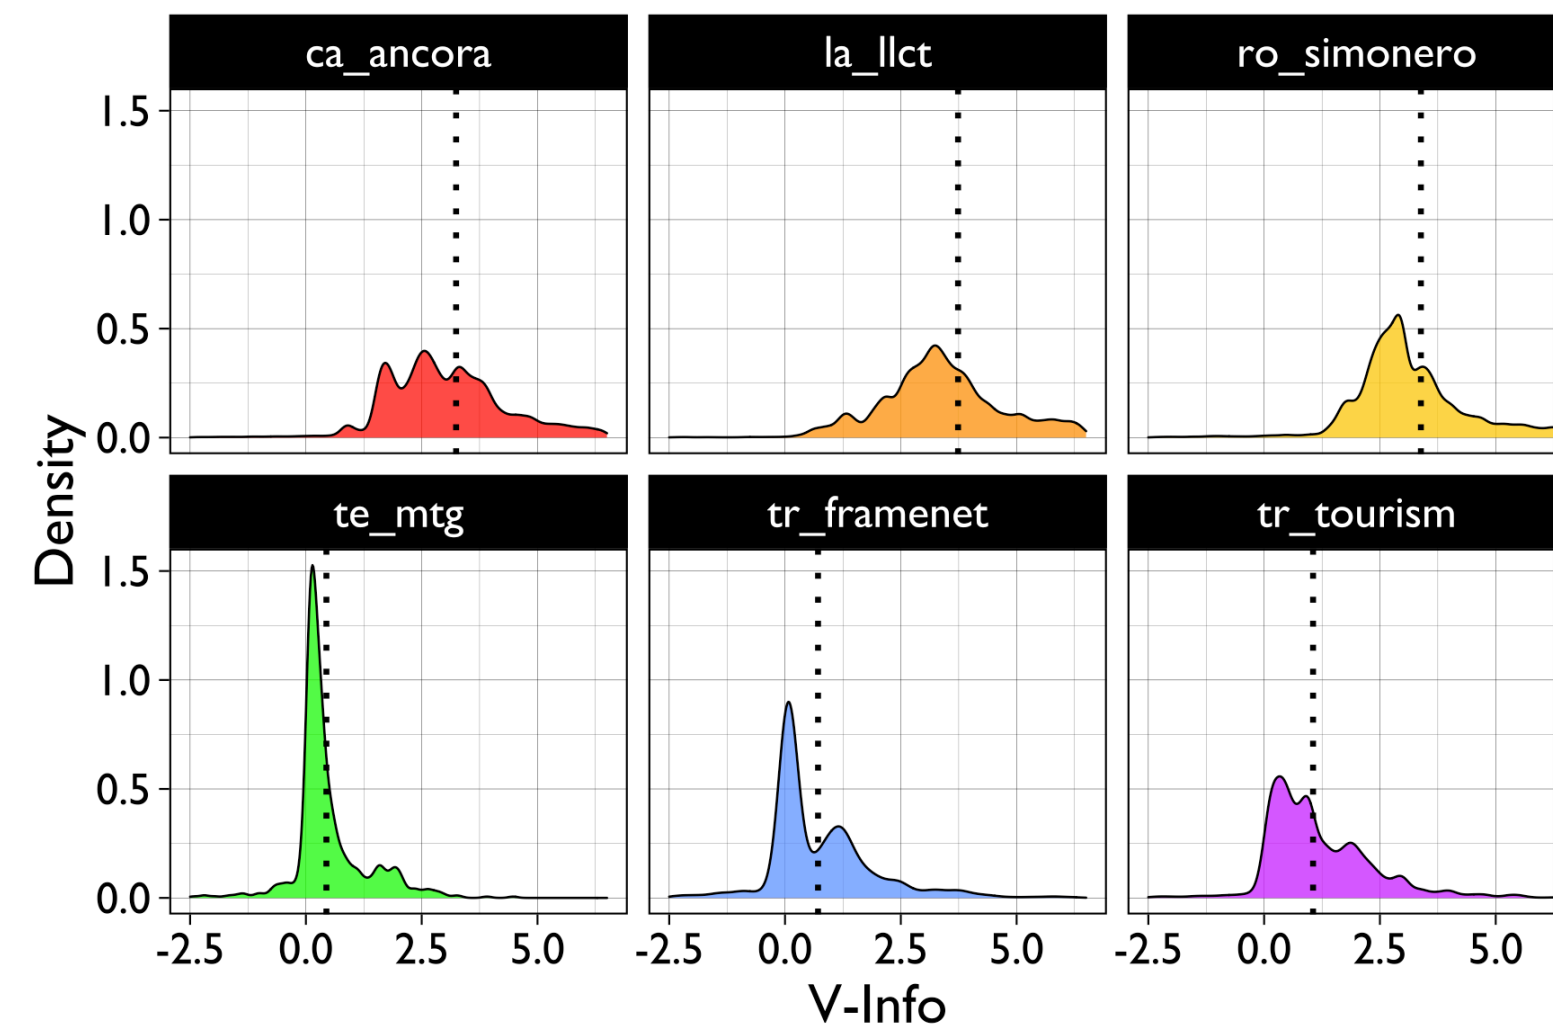 ca_ancora la_llct ro_simonero
1.5
1.0
0.5
0.0
te_mtg tr_framenet tr_tourism
1.5
1.0
0.5
0.0
Density
-2.5 0.0 2.5 5.0 -2.5 0.0 2.5 5.0 -2.5 0.0 2.5 5.0
V-Info